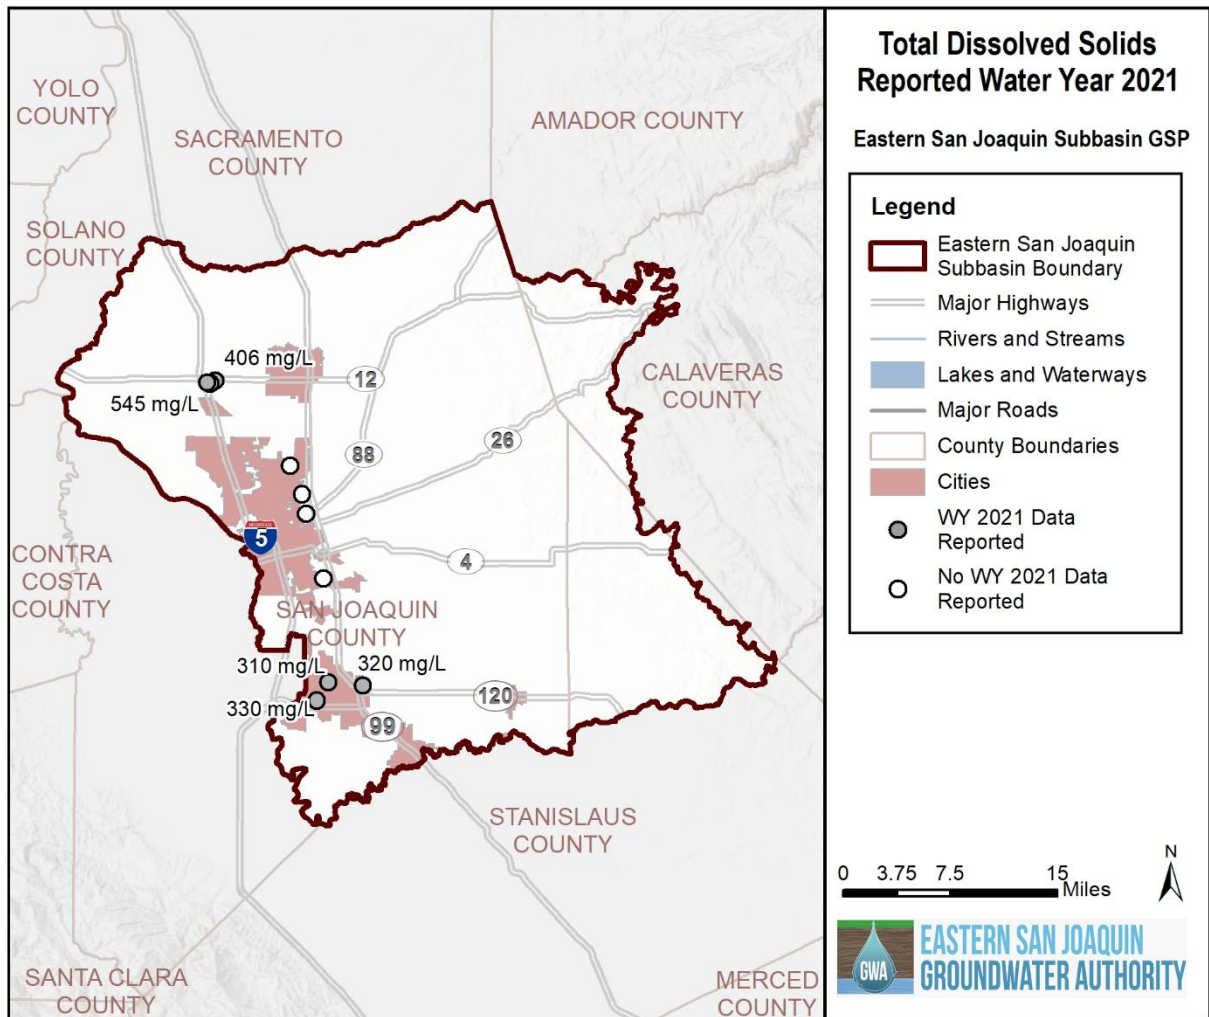 Total Dissolved Solids
Reported Water Year 2021
Eastern San Joaquin Subbasin GSP
Legend
Eastern San Joaquin
Subbasin Boundary
Major Highways
Rivers and Streams
Lakes and Waterways
Major Roads
County Boundaries
Cities
WY 2021 Data
Reported
No WY 2021 Data
Reported
YOLO
COUNTY
SACRAMENTO
COUNTY
AMADOR COUNTY
SOLANO
COUNTY
406 mg/L
545 mg/L
12
CALAVERAS
COUNTY
26
88
INTERSTATE
5
4
CONTRA
COSTA
COUNTY
SAN JOAQUIN
COUNTY
310 mg/L
320 mg/L
330 mg/L
120
99
STANISLAUS
COUNTY
SANTA CLARA
COUNTY
MERCED
COUNTY
N
0 3.75 7.5 15
Miles
GWA
EASTERN SAN JOAQUIN
GROUNDWATER AUTHORITY